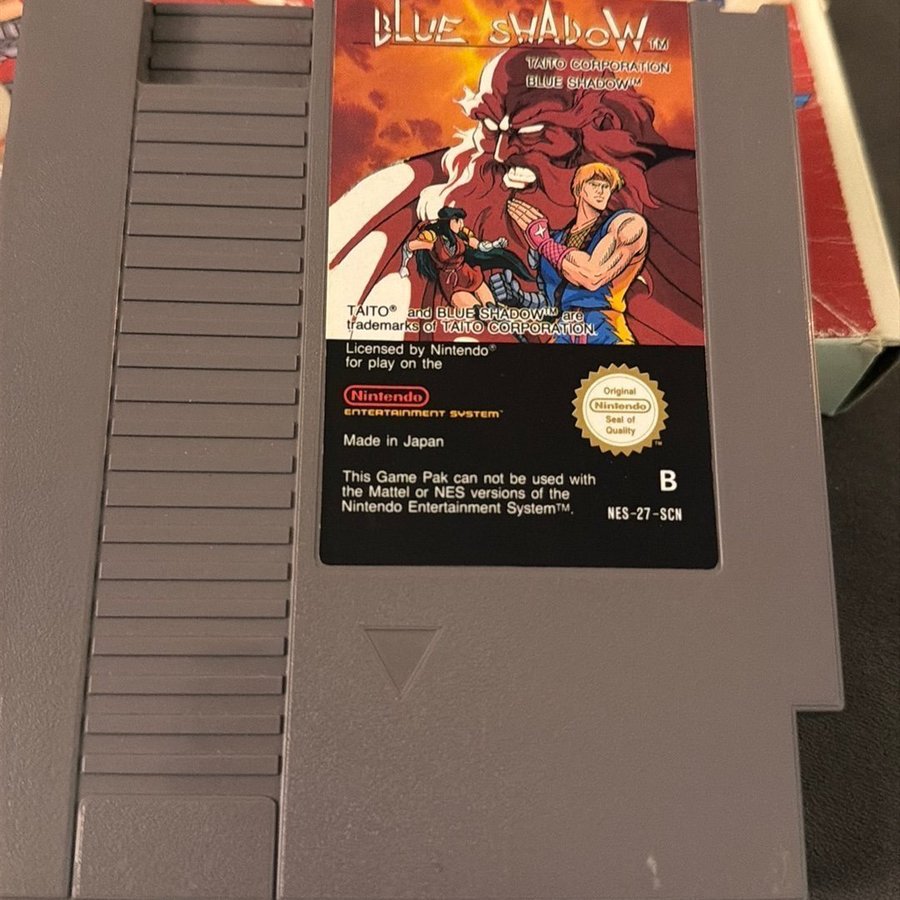 BLUE SHADOW™
TAITO CORPORATION
BLUE SHADOW™
TAITO® and BLUE SHADOW™ are
trademarks of TAITO CORPORATION.
Licensed by Nintendo®
for play on the
Nintendo
ENTERTAINMENT SYSTEM™
Original
Nintendo
Seal of
Quality
™
Made in Japan
This Game Pak can not be used with
the Mattel or NES versions of the
Nintendo Entertainment System™.
B
NES-27-SCN